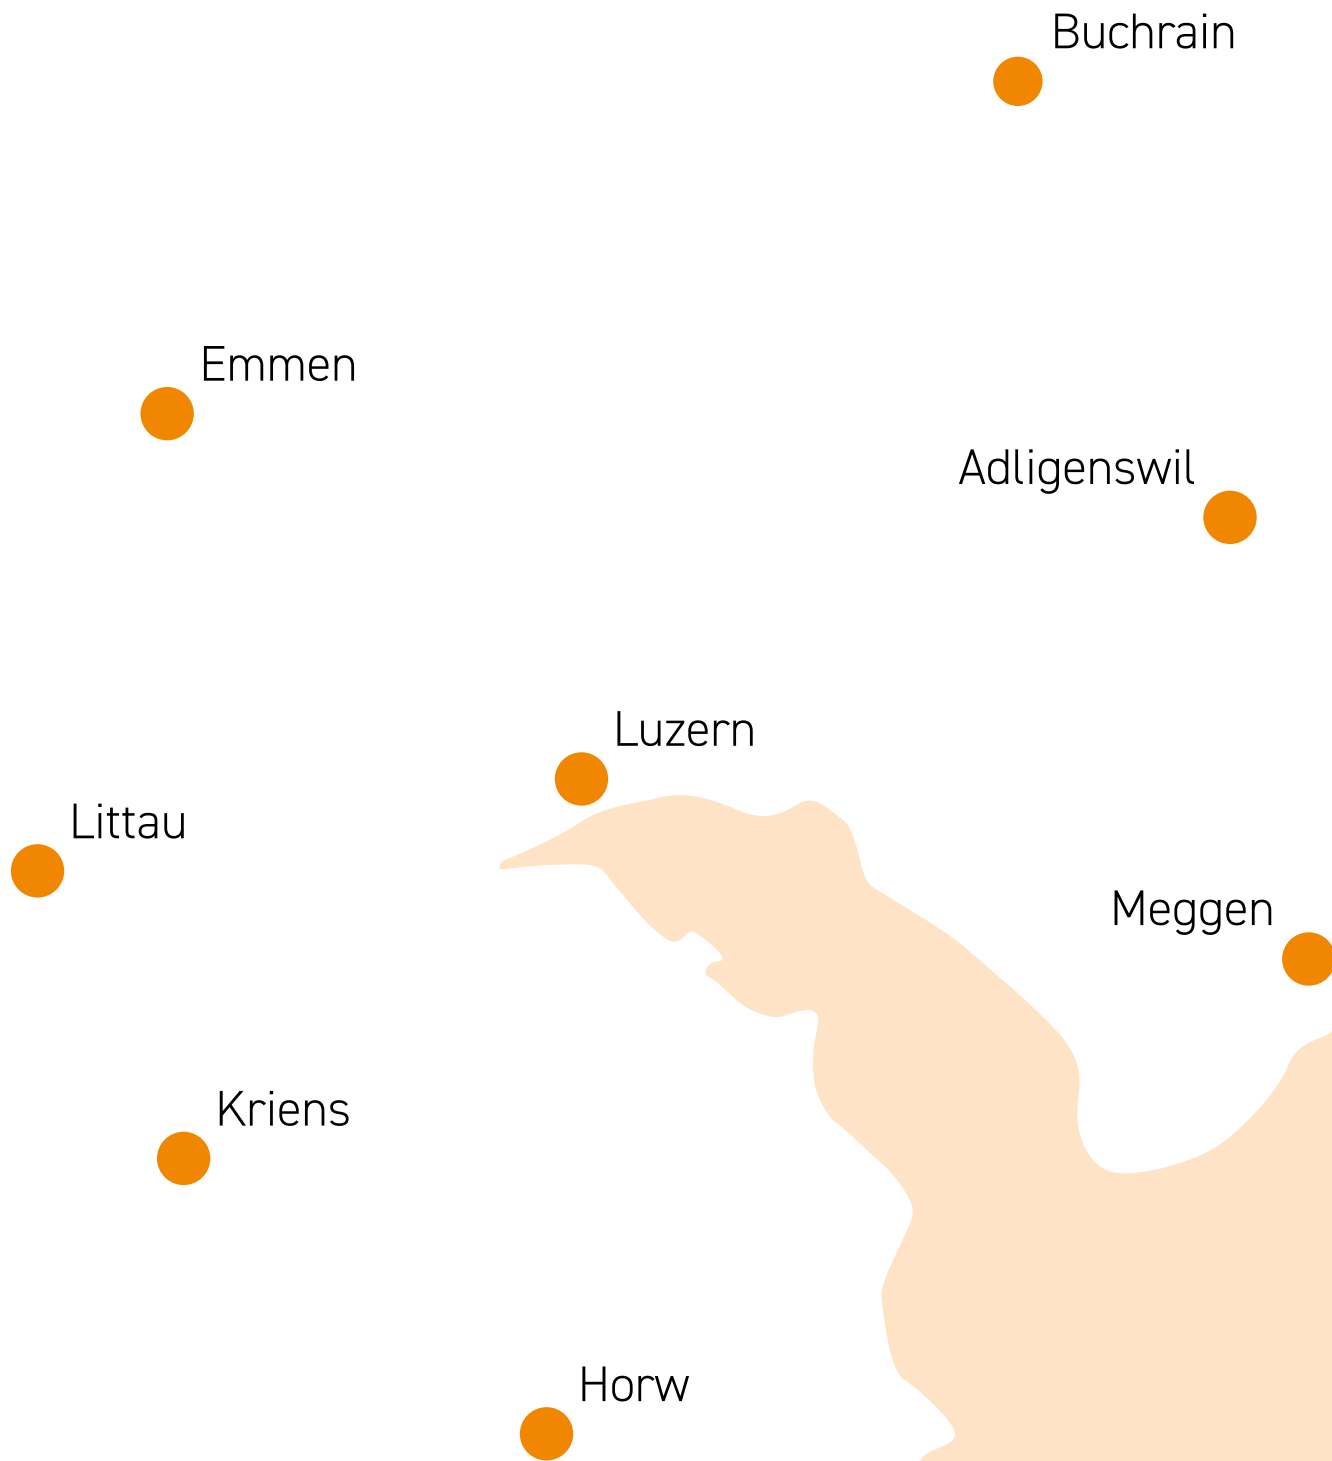 Buchrain
Emmen
Adligenswil
Luzern
Littau
Meggen
Kriens
Horw